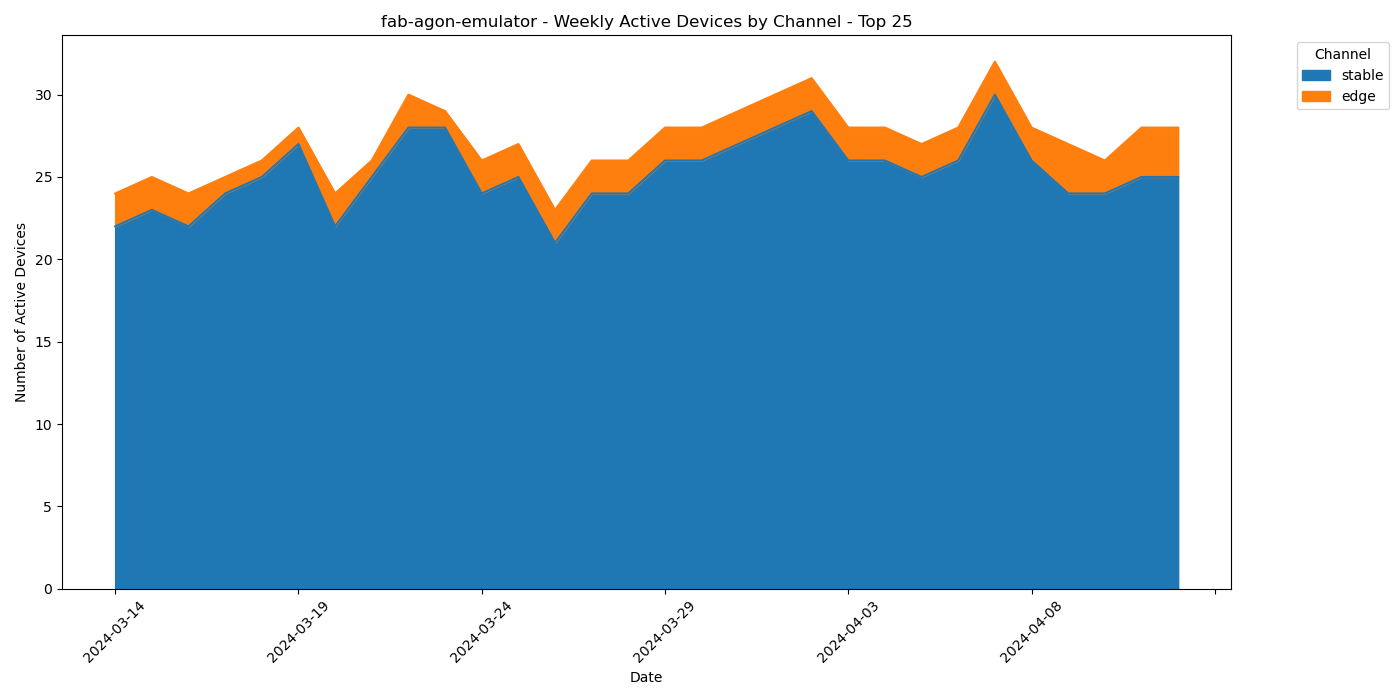 fab-agon-emulator - Weekly Active Devices by Channel - Top 25
Channel
stable
edge
Number of Active Devices
30
25
20
15
10
5
0
2024-03-14
2024-03-19
2024-03-24
2024-03-29
2024-04-03
2024-04-08
Date